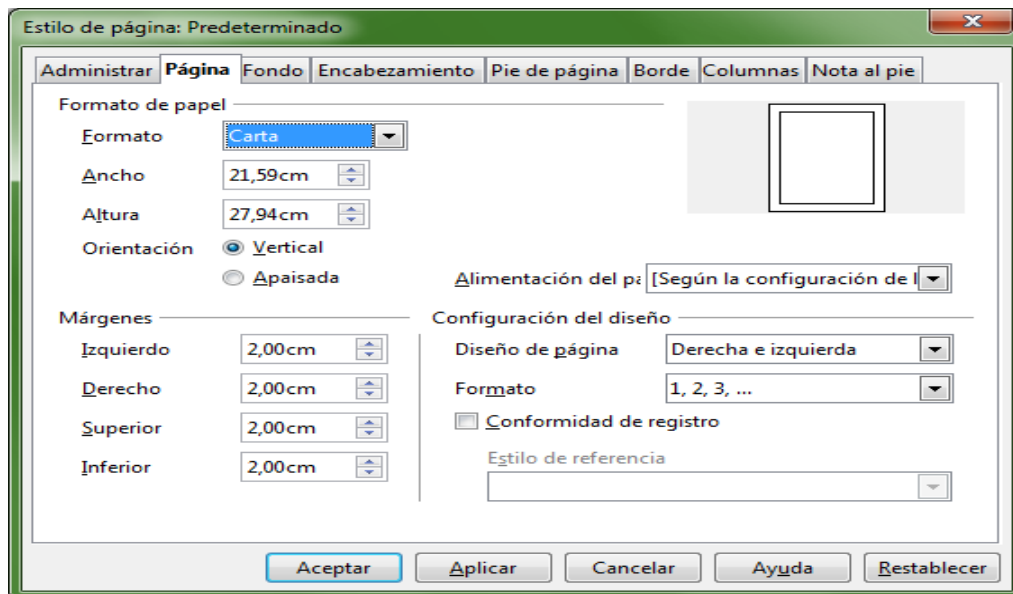 Estilo de página: Predeterminado
Administrar Página Fondo Encabezamiento Pie de página Borde Columnas Nota al pie
Formato de papel
Formato Carta
Ancho 21,59cm
Altura 27,94cm
Orientación Vertical
Apaisada Alimentación del pa [Según la configuración de l
Márgenes Configuración del diseño
Izquierdo 2,00cm Diseño de página Derecha e izquierda
Derecho 2,00cm Formato 1, 2, 3, ...
Superior 2,00cm Conformidad de registro
Inferior 2,00cm Estilo de referencia
Aceptar Aplicar Cancelar Ayuda Restablecer